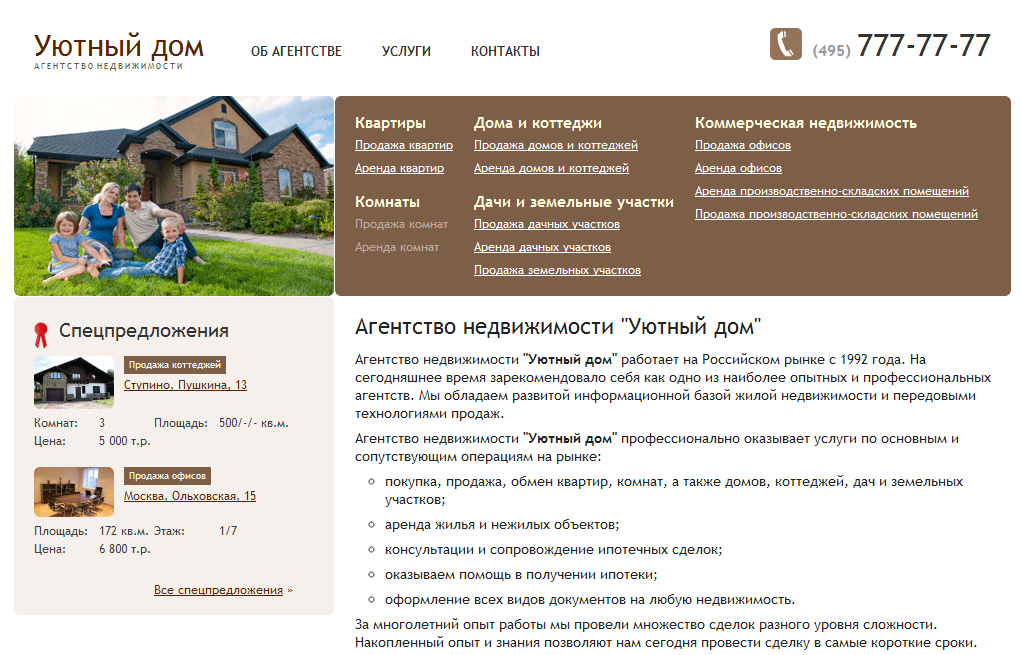 Уютный дом
АГЕНТСТВО НЕДВИЖИМОСТИ
ОБ АГЕНТСТВЕ
УСЛУГИ
КОНТАКТЫ
(495) 777-77-77
Квартиры
Продажа квартир
Аренда квартир
Комнаты
Продажа комнат
Аренда комнат
Дома и коттеджи
Продажа домов и коттеджей
Аренда домов и коттеджей
Дачи и земельные участки
Продажа дачных участков
Аренда дачных участков
Продажа земельных участков
Коммерческая недвижимость
Продажа офисов
Аренда офисов
Аренда производственно-складских помещений
Продажа производственно-складских помещений
Спецпредложения
Продажа коттеджей
Ступино, Пушкина, 13
Комнат: 3 Площадь: 500/-/- кв.м.
Цена: 5 000 т.р.
Продажа офисов
Москва, Ольховская, 15
Площадь: 172 кв.м. Этаж: 1/7
Цена: 6 800 т.р.
Все спецпредложения »
Агентство недвижимости "Уютный дом"
Агентство недвижимости "Уютный дом" работает на Российском рынке с 1992 года. На
сегодняшнее время зарекомендовало себя как одно из наиболее опытных и профессиональных
агентств. Мы обладаем развитой информационной базой жилой недвижимости и передовыми
технологиями продаж.
Агентство недвижимости "Уютный дом" профессионально оказывает услуги по основным и
сопутствующим операциям на рынке:
покупка, продажа, обмен квартир, комнат, а также домов, коттеджей, дач и земельных
участков;
аренда жилья и нежилых объектов;
консультации и сопровождение ипотечных сделок;
оказываем помощь в получении ипотеки;
оформление всех видов документов на любую недвижимость.
За многолетний опыт работы мы провели множество сделок разного уровня сложности.
Накопленный опыт и знания позволяют нам сегодня провести сделку в самые короткие сроки.